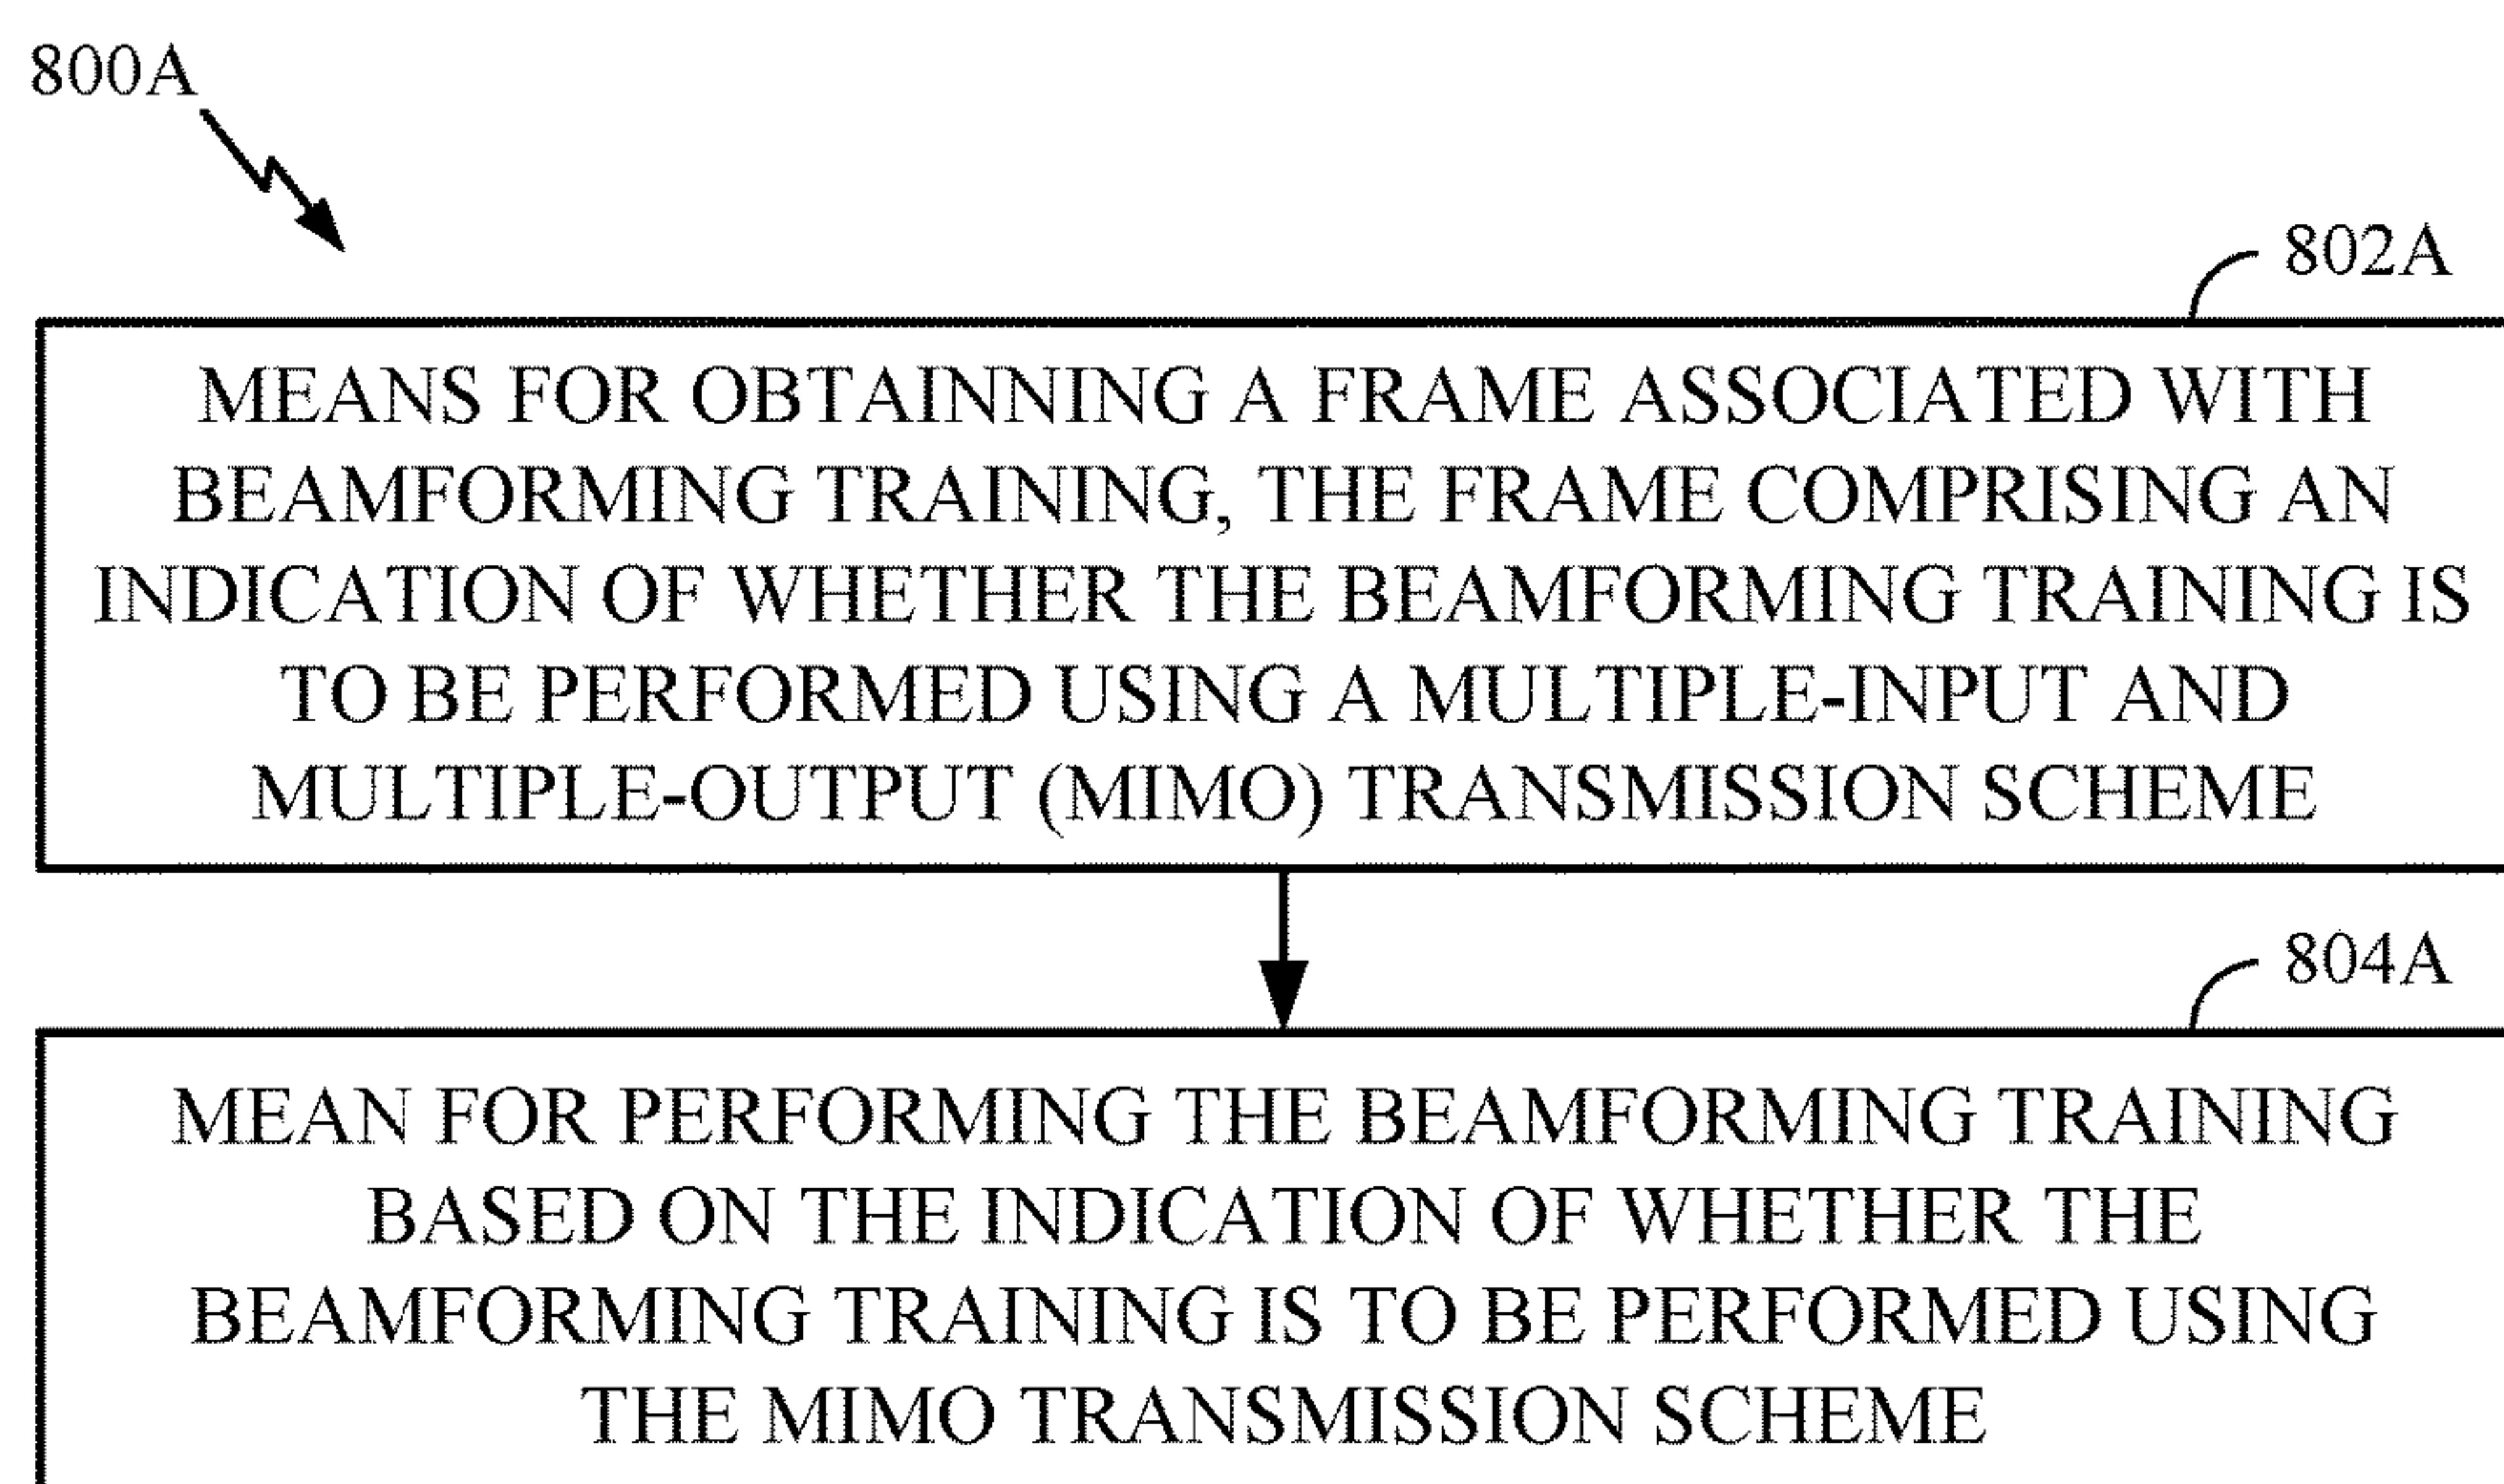 800A
802A
MEANS FOR OBTAINNING A FRAME ASSOCIATED WITH
BEAMFORMING TRAINING, THE FRAME COMPRISING AN
INDICATION OF WHETHER THE BEAMFORMING TRAINING IS
TO BE PERFORMED USING A MULTIPLE-INPUT AND
MULTIPLE-OUTPUT (MIMO) TRANSMISSION SCHEME
804A
MEAN FOR PERFORMING THE BEAMFORMING TRAINING
BASED ON THE INDICATION OF WHETHER THE
BEAMFORMING TRAINING IS TO BE PERFORMED USING
THE MIMO TRANSMISSION SCHEME